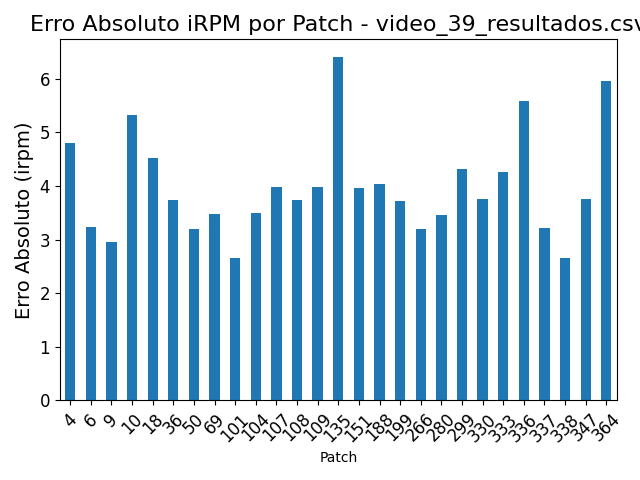 Erro Absoluto iRPM por Patch - video_39_resultados.csv
Erro Absoluto (irpm)
6
5
4
3
2
1
0
4 6 9 10 18 36 50 69 101 104 107 108 109 135 151 188 199 266 280 299 330 333 336 337 338 347 364
Patch